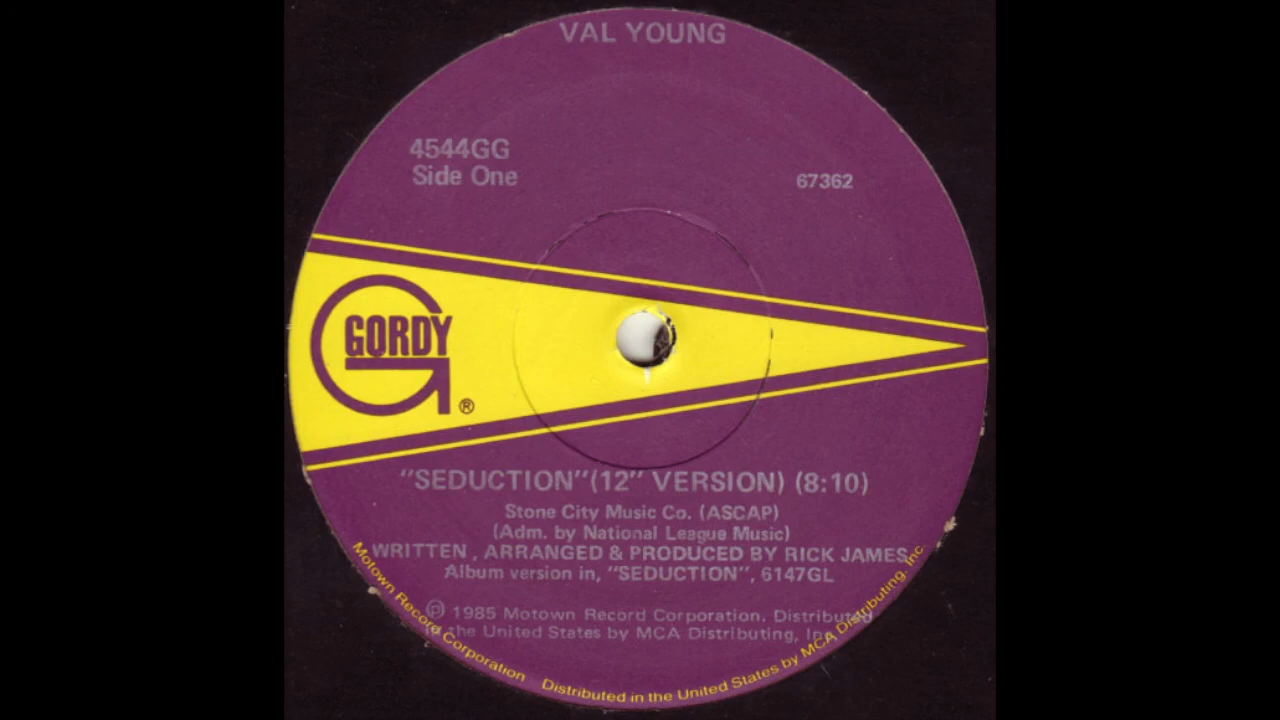 VAL YOUNG
4544GG
Side One
67362
GORDY
®
"SEDUCTION"(12" VERSION) (8:10)
Stone City Music Co. (ASCAP)
(Adm. by National League Music)
WRITTEN, ARRANGED & PRODUCED BY RICK JAMES
Album version in, "SEDUCTION", 6147GL
℗ 1985 Motown Record Corporation. Distributed
in the United States by MCA Distributing, Inc.
Motown Record Corporation Distributed in the United States by MCA Distributing, Inc.